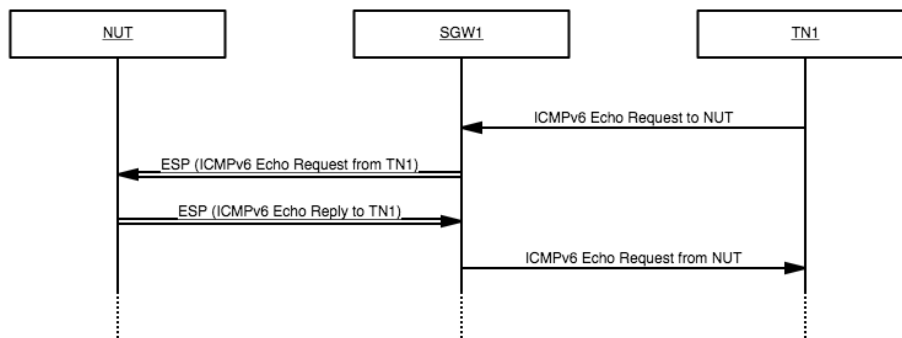 NUT SGW1 TN1
ICMPv6 Echo Request to NUT
ESP (ICMPv6 Echo Request from TN1)
ESP (ICMPv6 Echo Reply to TN1)
ICMPv6 Echo Request from NUT